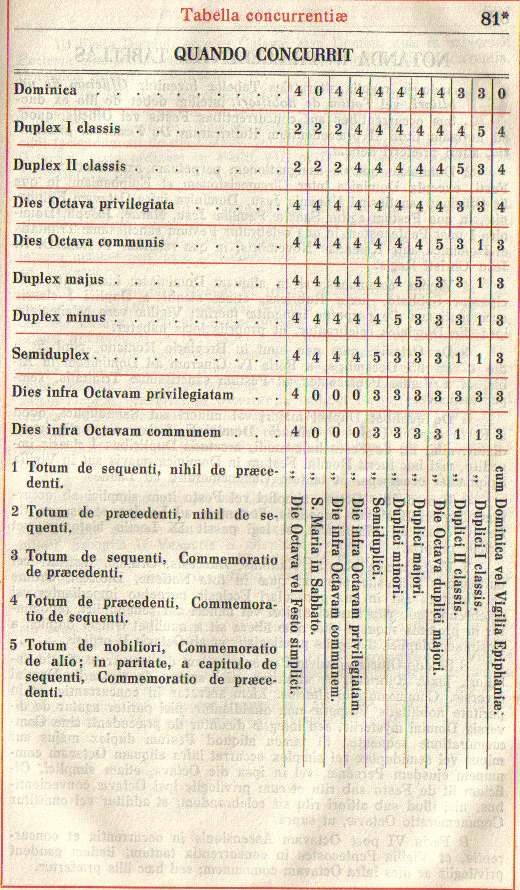 Tabella concurrentiæ 81*
QUANDO CONCURRIT
Dominica . . . . . . . . . 4 0 4 4 4 4 4 4 3 3 0
Duplex I classis . . . . . . . 2 2 2 4 4 4 4 4 4 5 4
Duplex II classis . . . . . . . 2 2 2 4 4 4 4 4 5 3 4
Dies Octava privilegiata . . . . . 4 4 4 4 4 4 4 4 3 3 4
Dies Octava communis . . . . . 4 4 4 4 4 4 4 5 3 1 3
Duplex majus . . . . . . . . 4 4 4 4 4 4 5 3 3 1 3
Duplex minus . . . . . . . . 4 4 4 4 4 5 3 3 3 1 3
Semiduplex . . . . . . . . . 4 4 4 4 5 3 3 3 1 1 3
Dies infra Octavam privilegiatam . . 4 0 0 0 3 3 3 3 3 3 3
Dies infra Octavam communem . . . 4 0 0 0 3 3 3 3 1 1 3
1 Totum de sequenti, nihil de præce-
denti.
2 Totum de præcedenti, nihil de se-
quenti.
3 Totum de sequenti, Commemoratio
de præcedenti.
4 Totum de præcedenti, Commemora-
tio de sequenti.
5 Totum de nobiliori, Commemoratio
de alio; in paritate, a capitulo de
sequenti, Commemoratio de præce-
denti.
cum Dominica vel Vigilia Epiphaniæ:
„ Duplici I classis.
„ Duplici II classis.
„ Die Octava duplici majori.
„ Duplici majori.
„ Duplici minori.
„ Semiduplici.
„ Die infra Octavam privilegiatam.
„ Die infra Octavam communem.
„ S. Maria in Sabbato.
„ Die Octava vel Festo simplici.